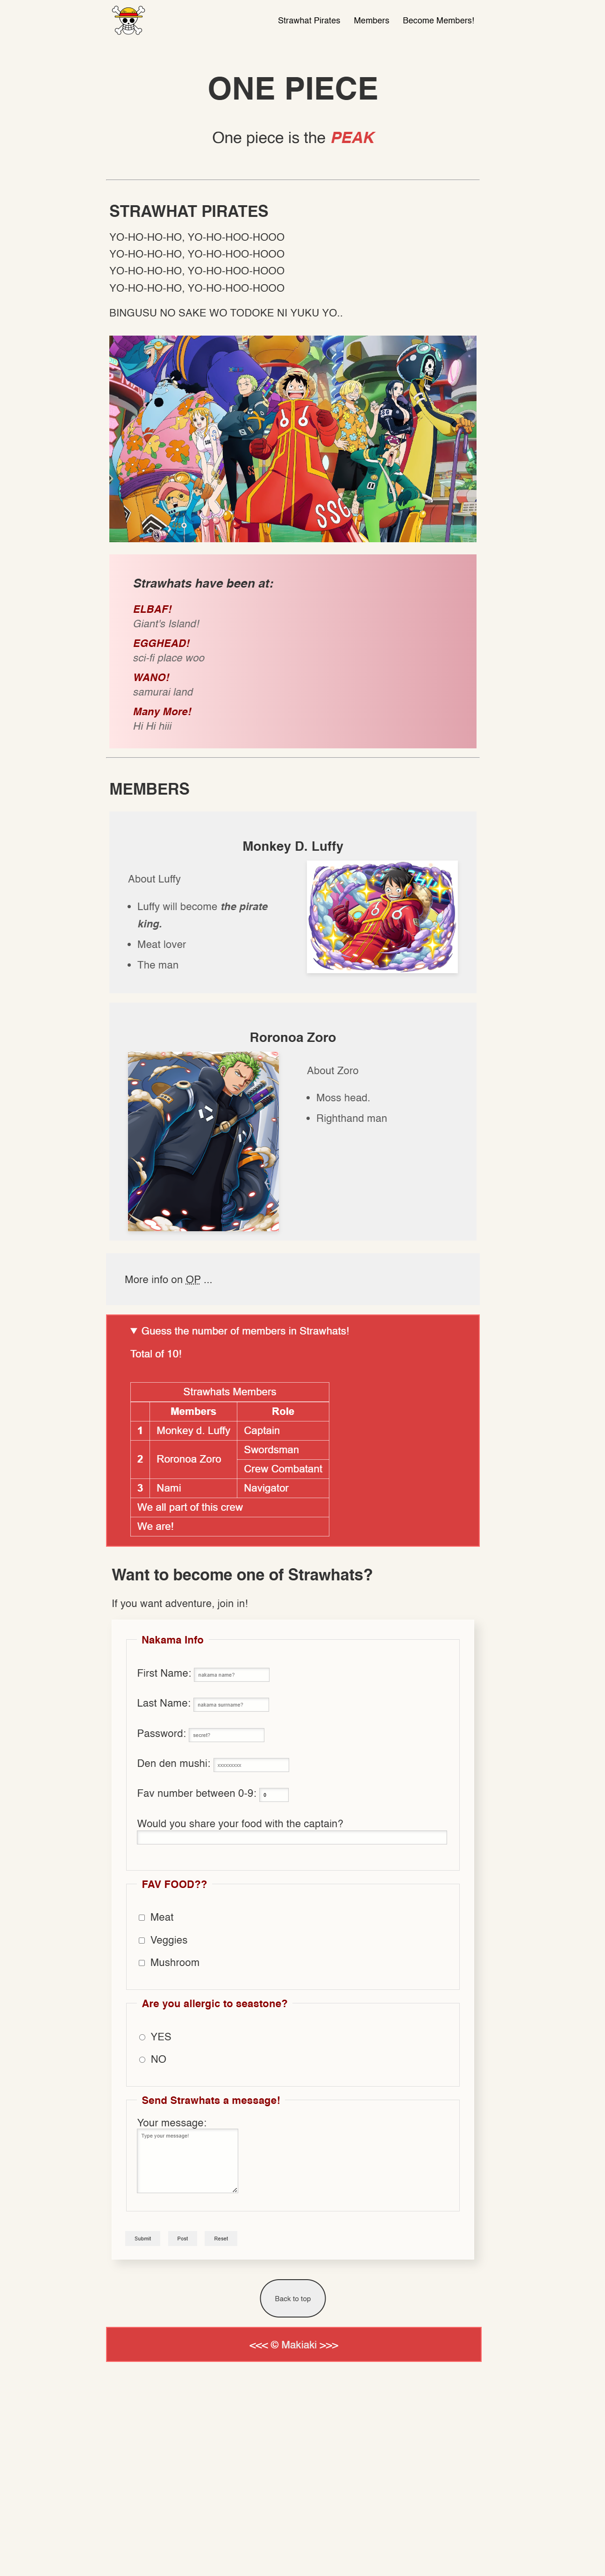 Strawhat Pirates Members Become Members!
ONE PIECE
One piece is the PEAK
STRAWHAT PIRATES
YO-HO-HO-HO, YO-HO-HOO-HOOO
YO-HO-HO-HO, YO-HO-HOO-HOOO
YO-HO-HO-HO, YO-HO-HOO-HOOO
YO-HO-HO-HO, YO-HO-HOO-HOOO
BINGUSU NO SAKE WO TODOKE NI YUKU YO..
SSG
Strawhats have been at:
ELBAF!
Giant's Island!
EGGHEAD!
sci-fi place woo
WANO!
samurai land
Many More!
Hi Hi hiii
MEMBERS
Monkey D. Luffy
About Luffy
Luffy will become the pirate
king.
Meat lover
The man
Roronoa Zoro
About Zoro
Moss head.
Righthand man
More info on OP ...
▼ Guess the number of members in Strawhats!
Total of 10!
Strawhats Members
Members Role
1 Monkey d. Luffy Captain
2 Roronoa Zoro Swordsman
Crew Combatant
3 Nami Navigator
We all part of this crew
We are!
Want to become one of Strawhats?
If you want adventure, join in!
Nakama Info
First Name: nakama name?
Last Name: nakama surname?
Password: secret?
Den den mushi: xxxxxxxxx
Fav number between 0-9: 0
Would you share your food with the captain?
FAV FOOD??
Meat
Veggies
Mushroom
Are you allergic to seastone?
YES
NO
Send Strawhats a message!
Your message:
Type your message!
Submit Post Reset
Back to top
<<< © Makiaki >>>